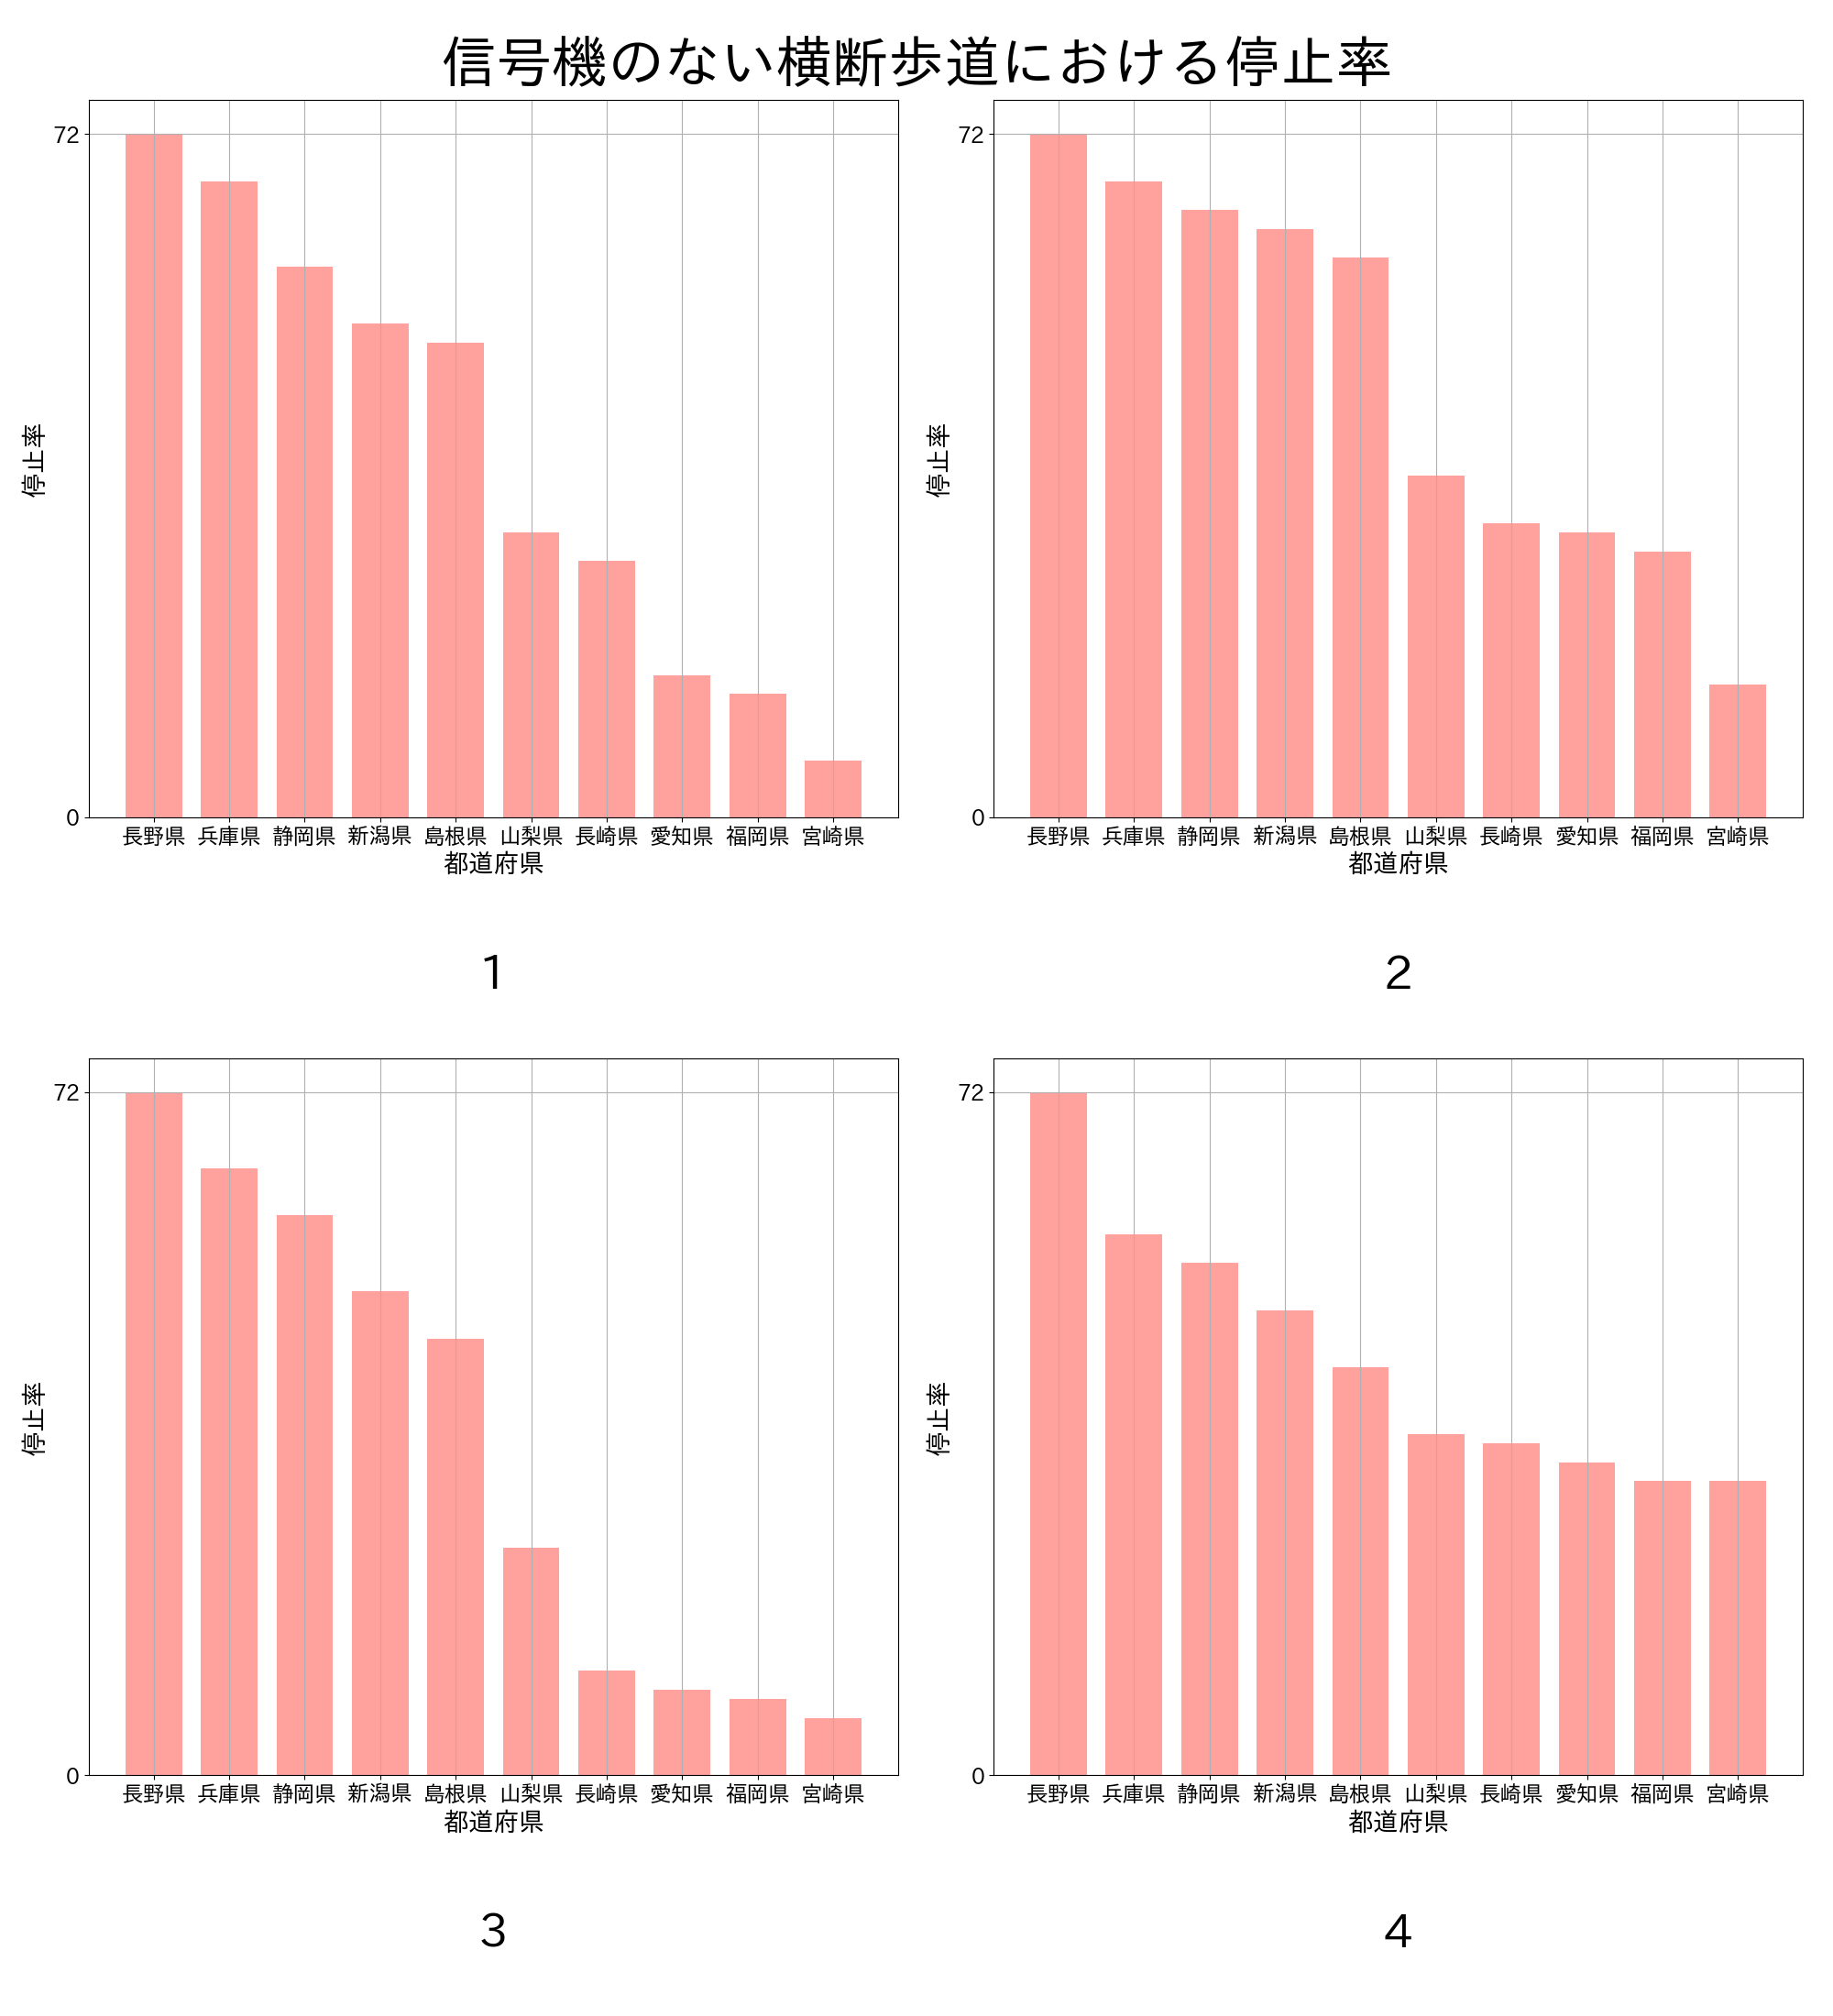 信号機のない横断歩道における停止率
72
0
停止率
長野県 兵庫県 静岡県 新潟県 島根県 山梨県 長崎県 愛知県 福岡県 宮崎県
都道府県
1
72
0
停止率
長野県 兵庫県 静岡県 新潟県 島根県 山梨県 長崎県 愛知県 福岡県 宮崎県
都道府県
2
72
0
停止率
長野県 兵庫県 静岡県 新潟県 島根県 山梨県 長崎県 愛知県 福岡県 宮崎県
都道府県
3
72
0
停止率
長野県 兵庫県 静岡県 新潟県 島根県 山梨県 長崎県 愛知県 福岡県 宮崎県
都道府県
4